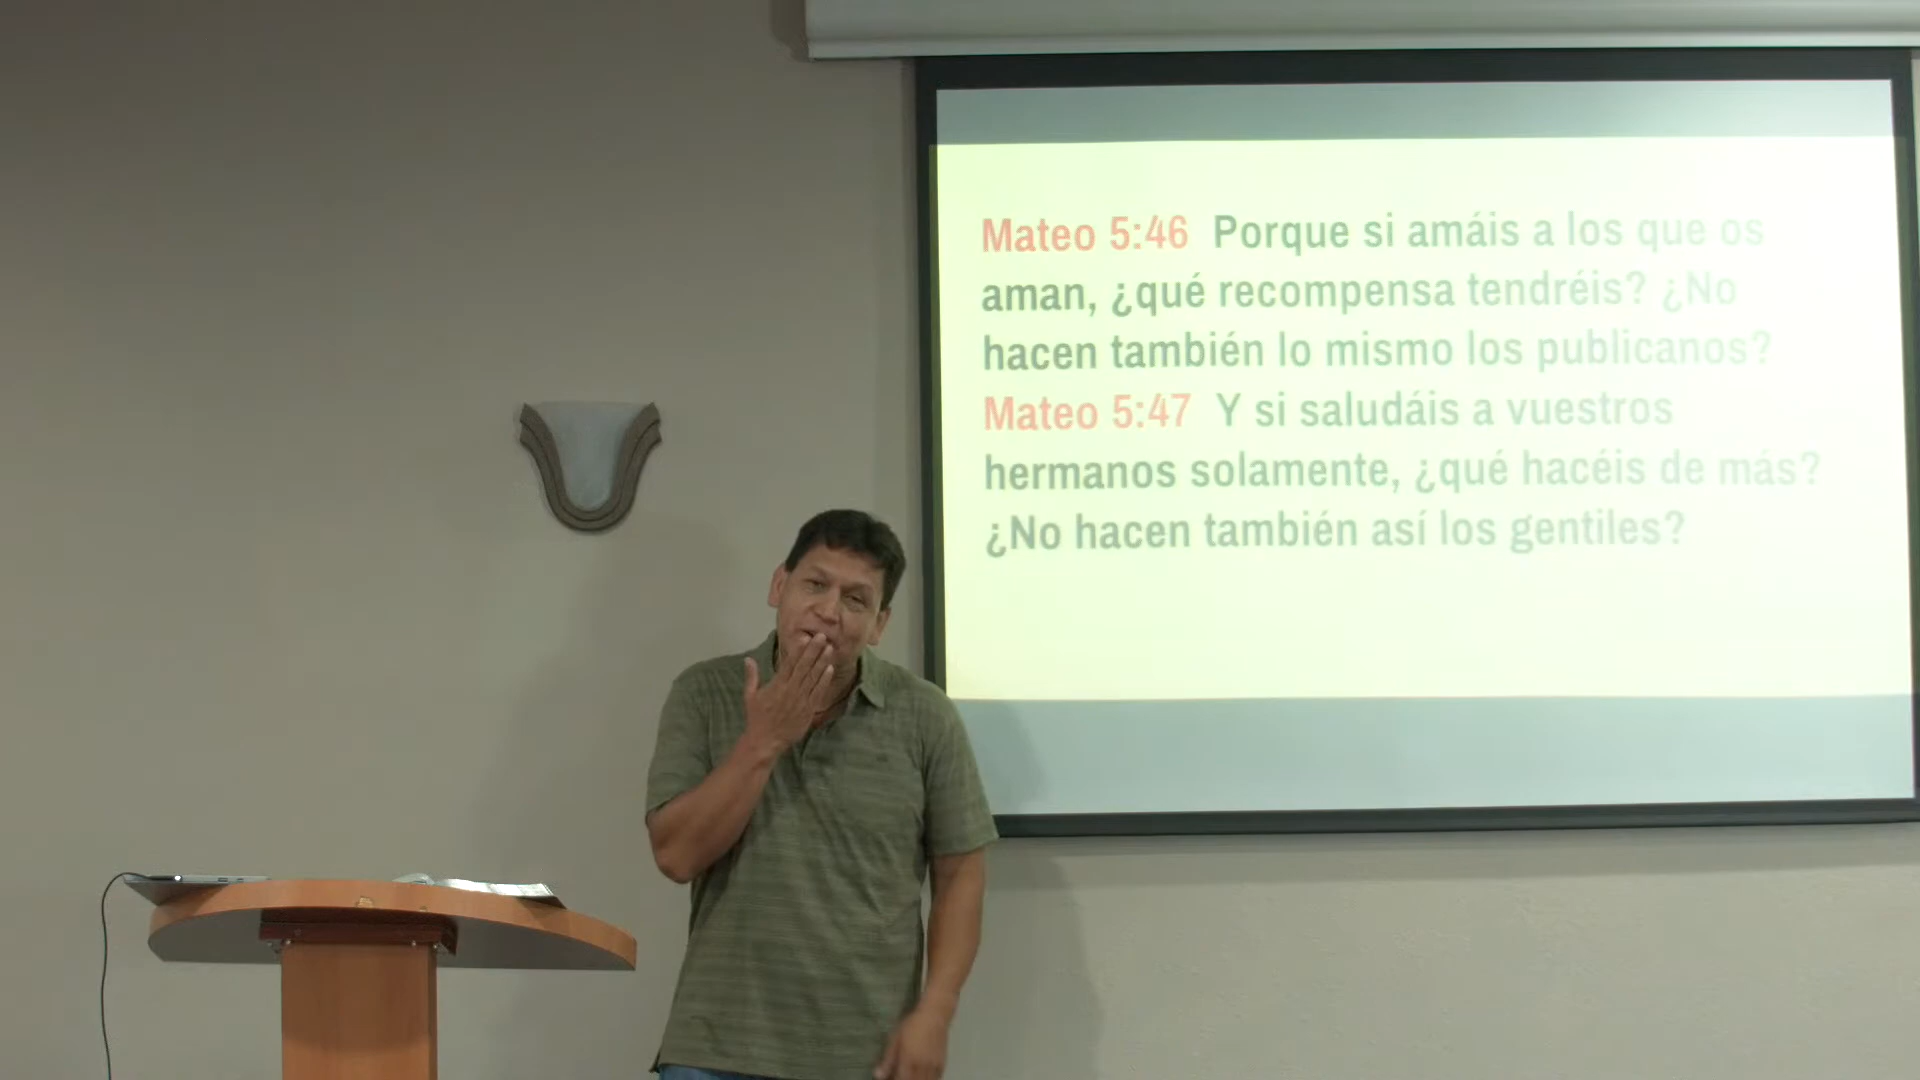 Mateo 5:46 Porque si amáis a los que os
aman, ¿qué recompensa tendréis? ¿No
hacen también lo mismo los publicanos?
Mateo 5:47 Y si saludáis a vuestros
hermanos solamente, ¿qué hacéis de más?
¿No hacen también así los gentiles?